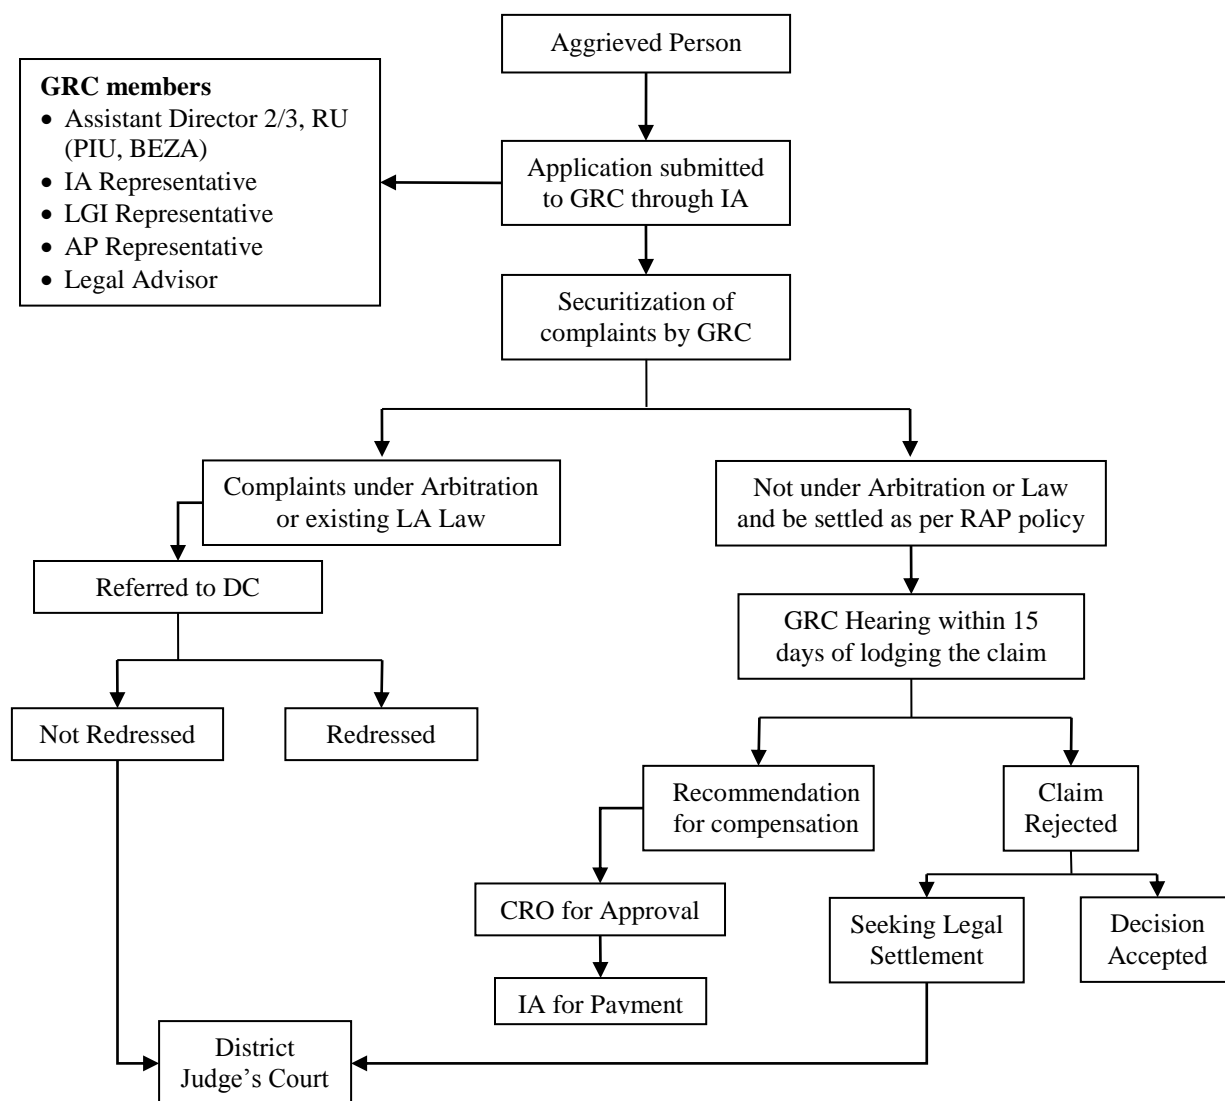 Aggrieved Person
GRC members
• Assistant Director 2/3, RU
(PIU, BEZA)
• IA Representative
• LGI Representative
• AP Representative
• Legal Advisor
Application submitted
to GRC through IA
Securitization of
complaints by GRC
Complaints under Arbitration
or existing LA Law
Not under Arbitration or Law
and be settled as per RAP policy
Referred to DC
GRC Hearing within 15
days of lodging the claim
Not Redressed
Redressed
Recommendation
for compensation
Claim
Rejected
CRO for Approval
Seeking Legal
Settlement
Decision
Accepted
IA for Payment
District
Judge’s Court